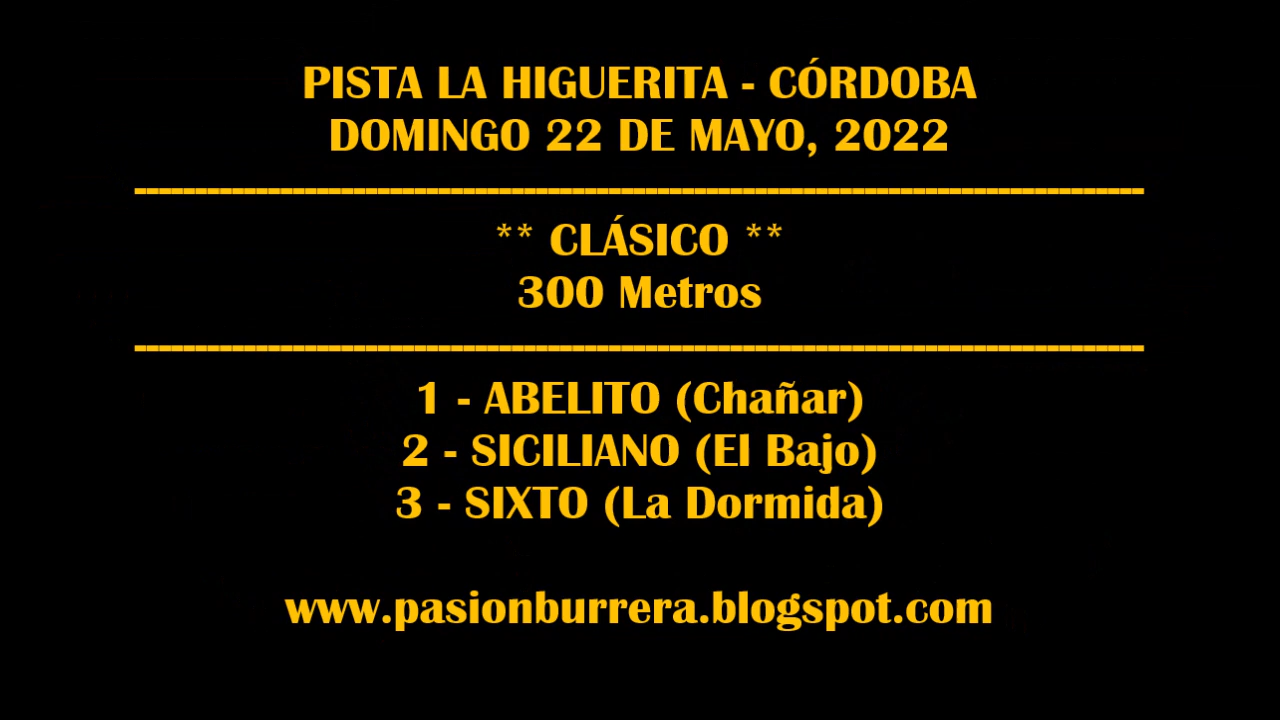 PISTA LA HIGUERITA - CÓRDOBA
DOMINGO 22 DE MAYO, 2022
** CLÁSICO **
300 Metros
1 - ABELITO (Chañar)
2 - SICILIANO (El Bajo)
3 - SIXTO (La Dormida)
www.pasionburrera.blogspot.com